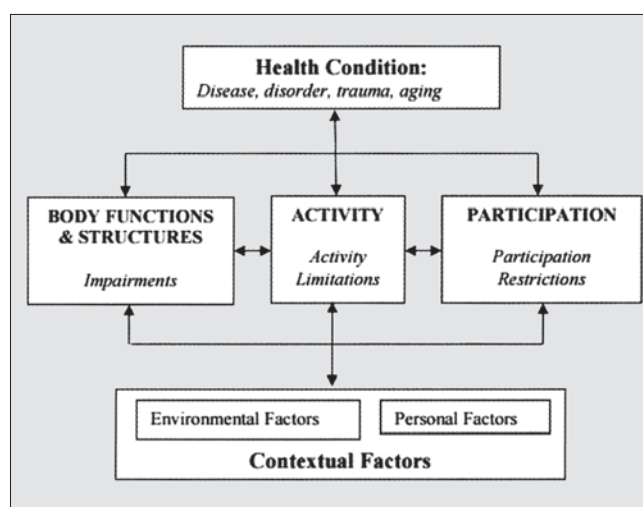 Health Condition:
Disease, disorder, trauma, aging
BODY FUNCTIONS
& STRUCTURES
Impairments
ACTIVITY
Activity
Limitations
PARTICIPATION
Participation
Restrictions
Environmental Factors
Personal Factors
Contextual Factors